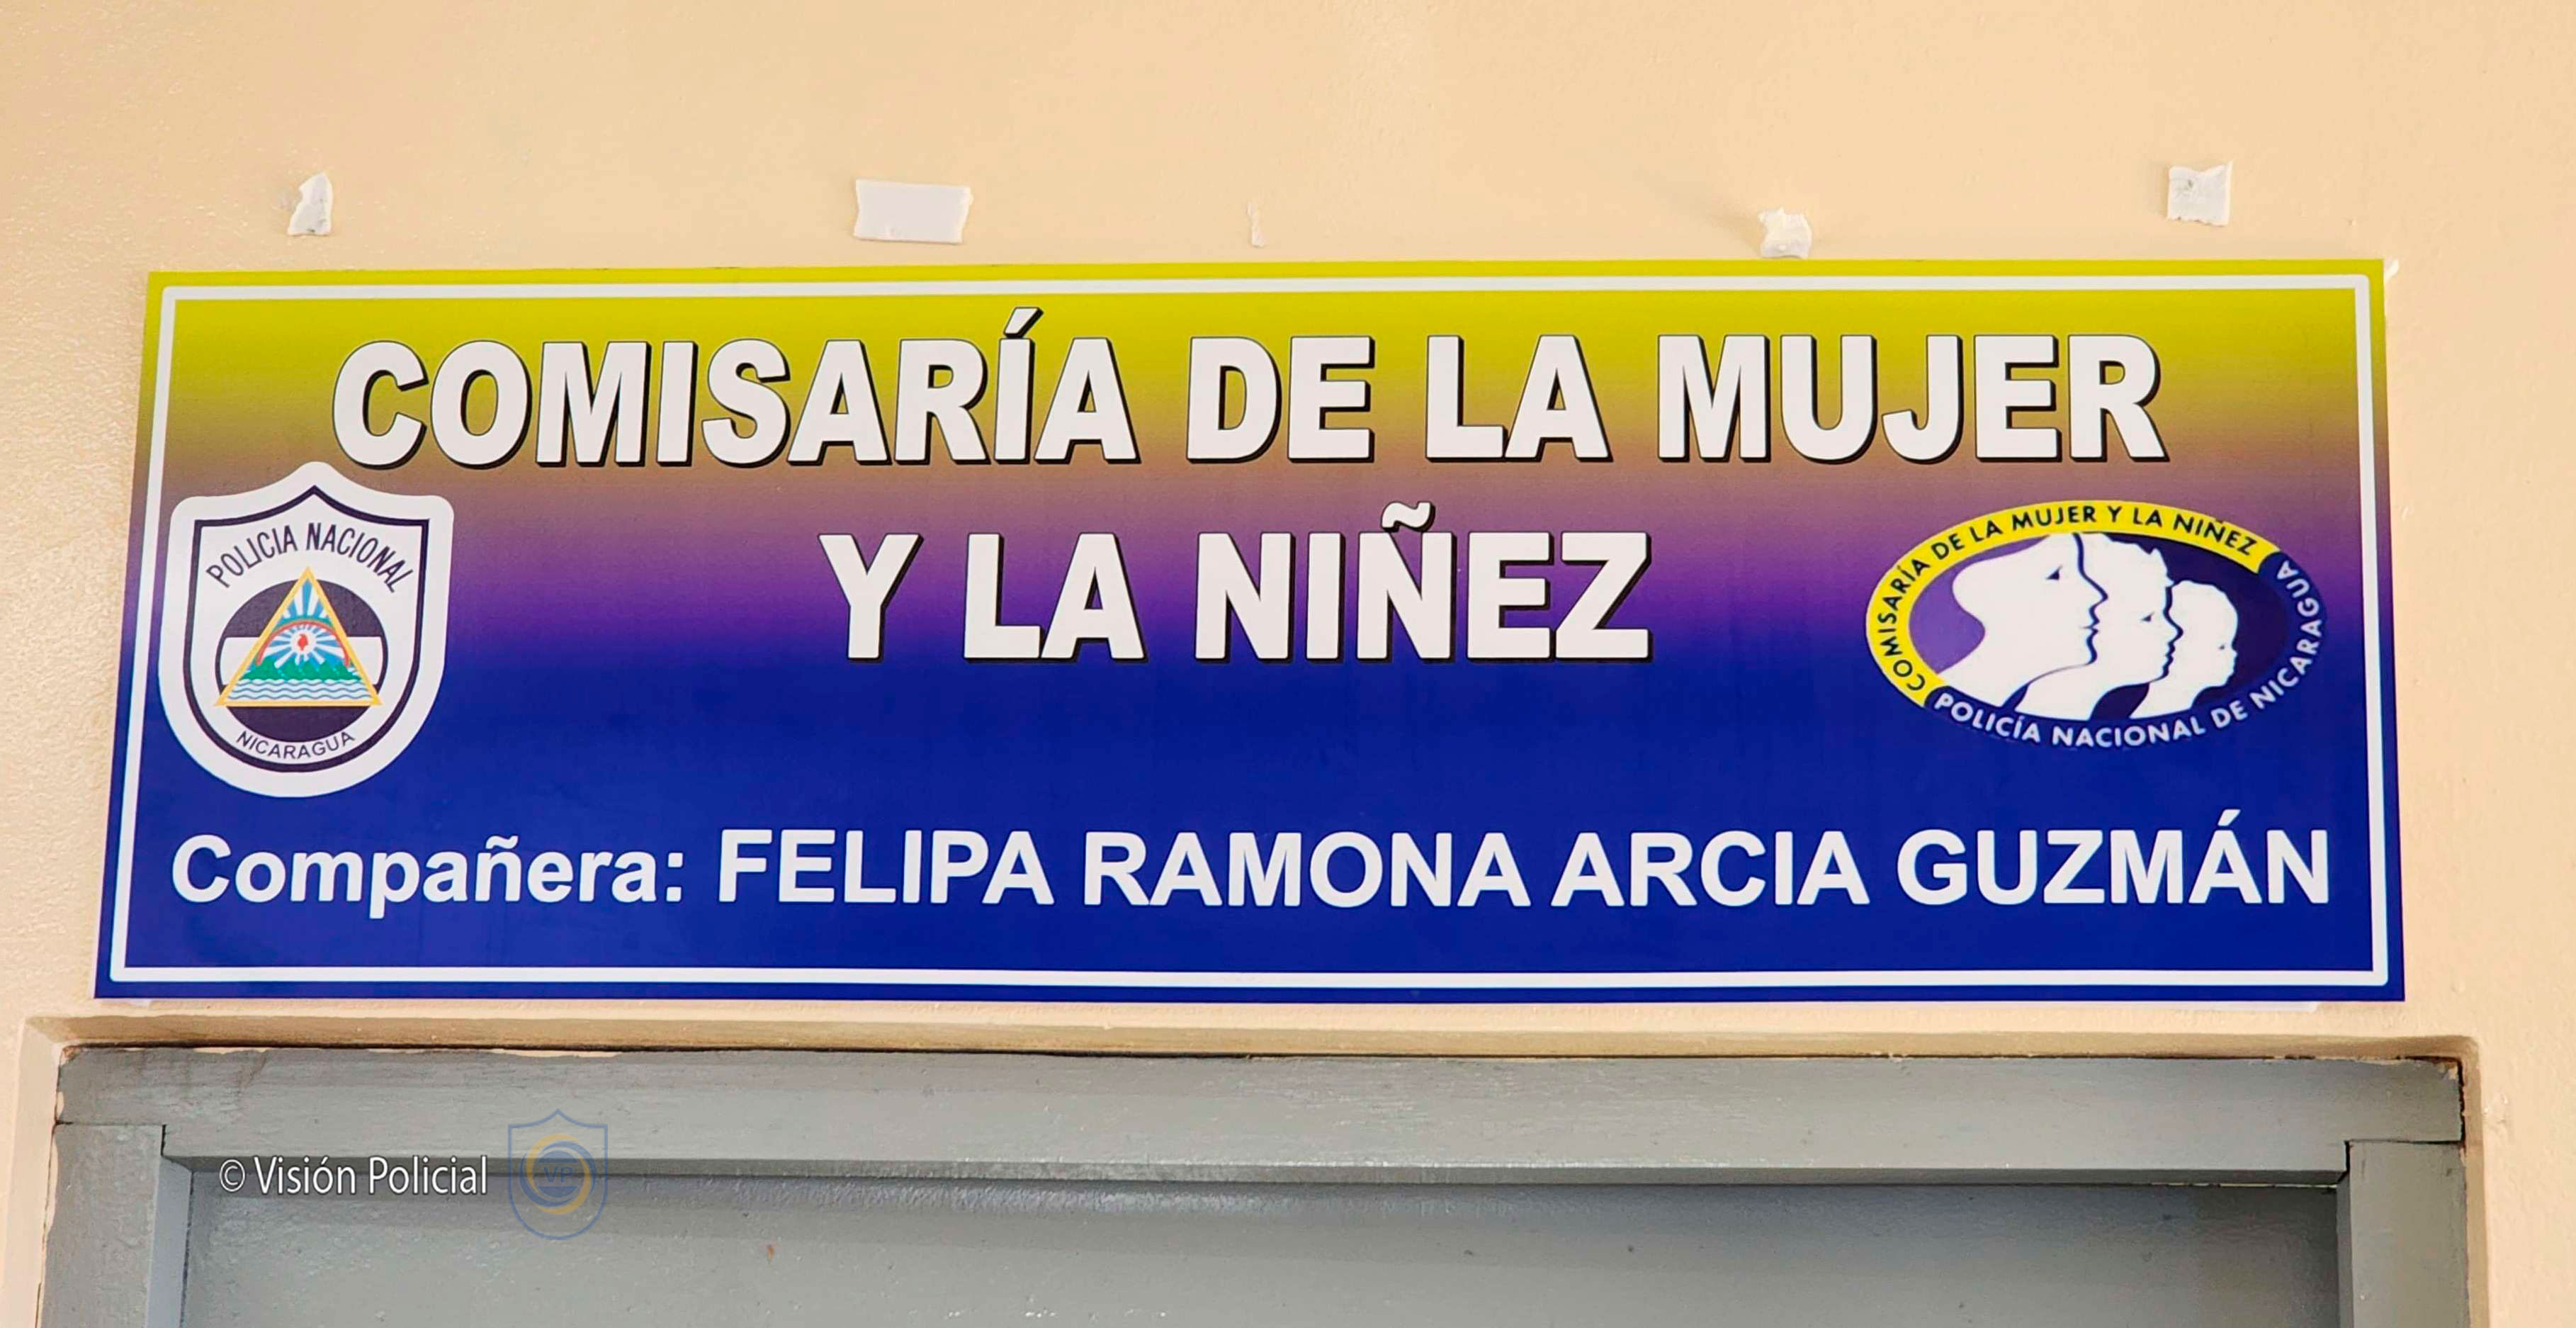 COMISARÍA DE LA MUJER
Y LA NIÑEZ
POLICIA NACIONAL
NICARAGUA
COMISARÍA DE LA MUJER Y LA NIÑEZ
POLICÍA NACIONAL DE NICARAGUA
Compañera: FELIPA RAMONA ARCIA GUZMÁN
© Visión Policial
VP